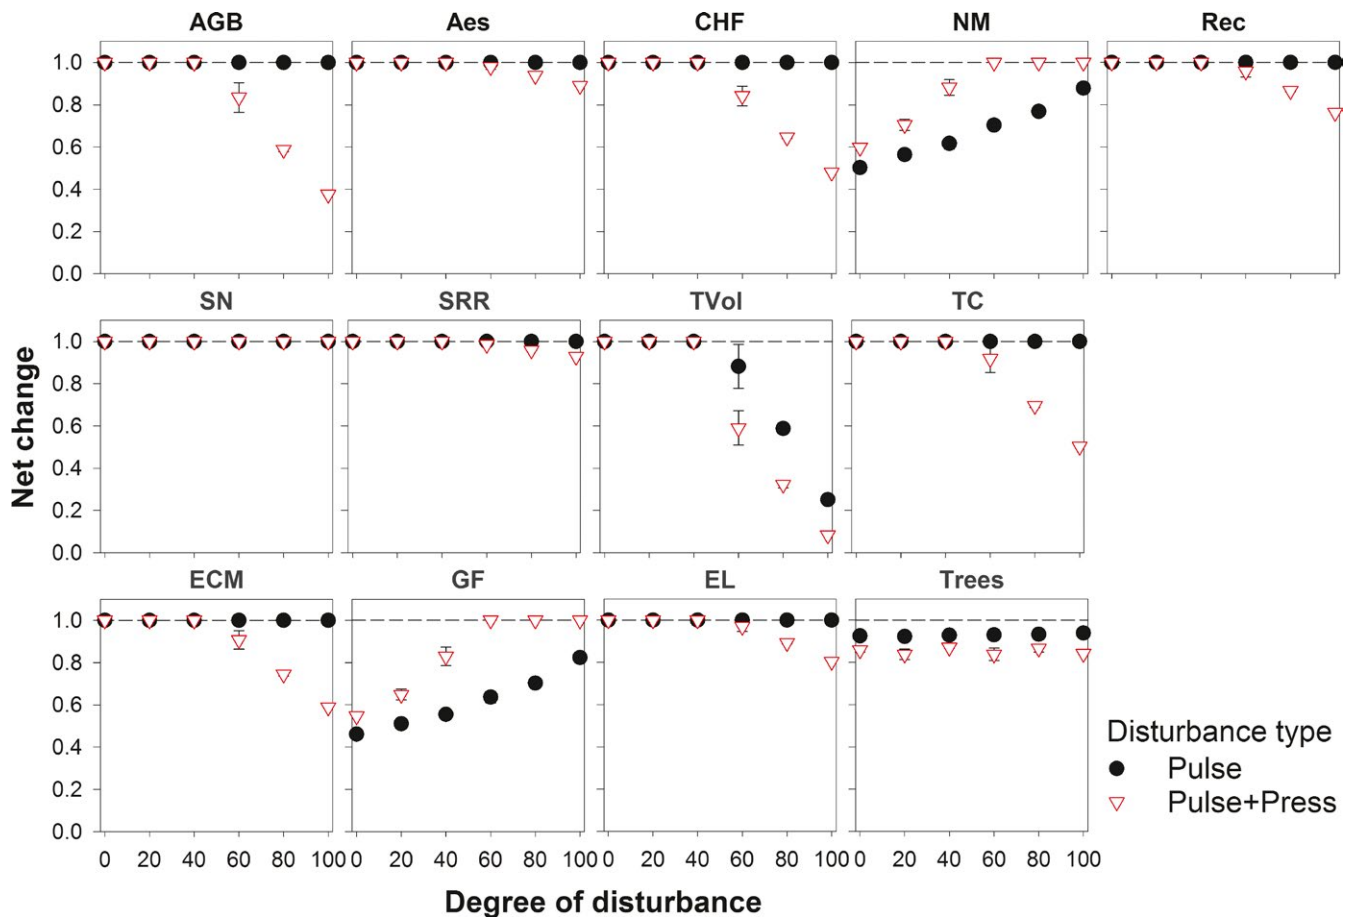 AGB Aes CHF NM Rec
1.0
0.8
0.6
0.4
0.2
0.0
SN SRR TVol TC
1.0
0.8
0.6
0.4
0.2
0.0
ECM GF EL Trees
1.0
0.8
0.6
0.4
0.2
0.0
0 20 40 60 80 100 0 20 40 60 80 100 0 20 40 60 80 100 0 20 40 60 80 100
Net change
Degree of disturbance
Disturbance type
Pulse
Pulse+Press